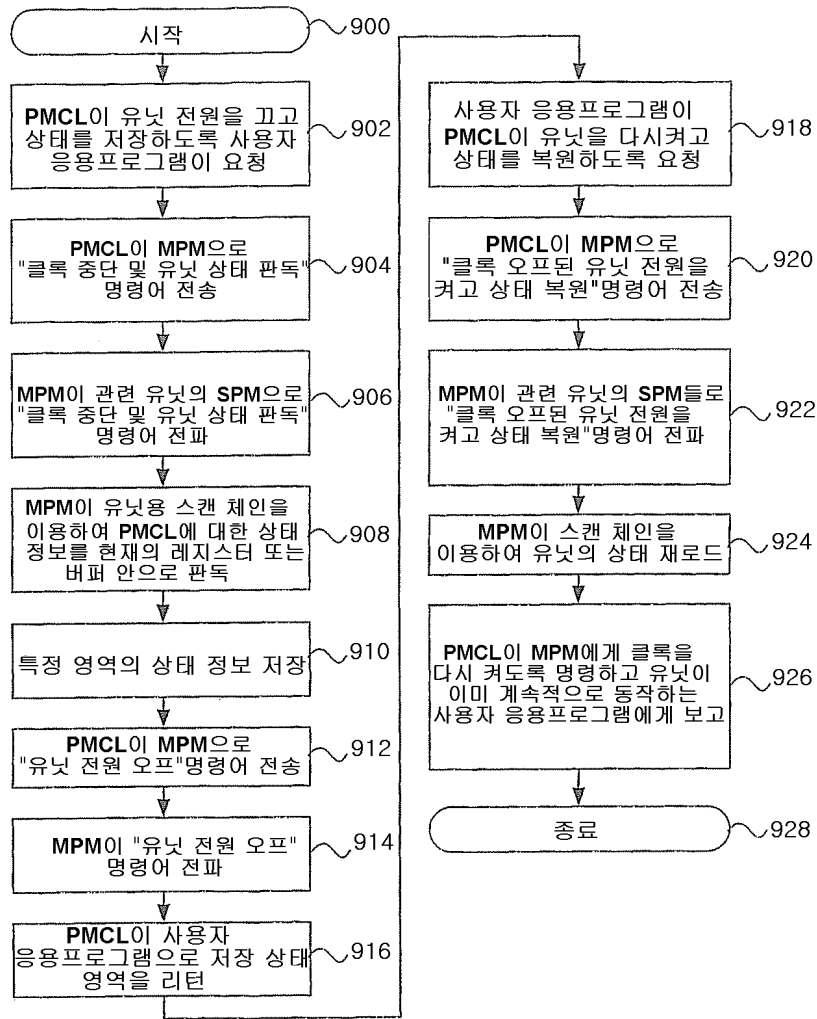 시작
900
PMCL이 유닛 전원을 끄고
상태를 저장하도록 사용자
응용프로그램이 요청
902
PMCL이 MPM으로
"클록 중단 및 유닛 상태 판독"
명령어 전송
904
MPM이 관련 유닛의 SPM으로
"클록 중단 및 유닛 상태 판독"
명령어 전파
906
MPM이 유닛용 스캔 체인을
이용하여 PMCL에 대한 상태
정보를 현재의 레지스터 또는
버퍼 안으로 판독
908
특정 영역의 상태 정보 저장
910
PMCL이 MPM으로
"유닛 전원 오프"명령어 전송
912
MPM이 "유닛 전원 오프"
명령어 전파
914
PMCL이 사용자
응용프로그램으로 저장 상태
영역을 리턴
916
사용자 응용프로그램이
PMCL이 유닛을 다시켜고
상태를 복원하도록 요청
918
PMCL이 MPM으로
"클록 오프된 유닛 전원을
켜고 상태 복원"명령어 전송
920
MPM이 관련 유닛의 SPM들로
"클록 오프된 유닛 전원을
켜고 상태 복원"명령어 전파
922
MPM이 스캔 체인을
이용하여 유닛의 상태 재로드
924
PMCL이 MPM에게 클록을
다시 켜도록 명령하고 유닛이
이미 계속적으로 동작하는
사용자 응용프로그램에게 보고
926
종료
928